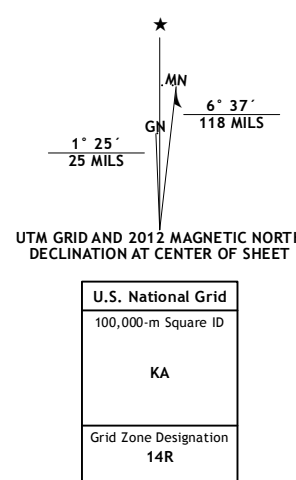 MN
6° 37´
118 MILS
GN
1° 25´
25 MILS
UTM GRID AND 2012 MAGNETIC NORTH
DECLINATION AT CENTER OF SHEET
U.S. National Grid
100,000-m Square ID
KA
Grid Zone Designation
14R